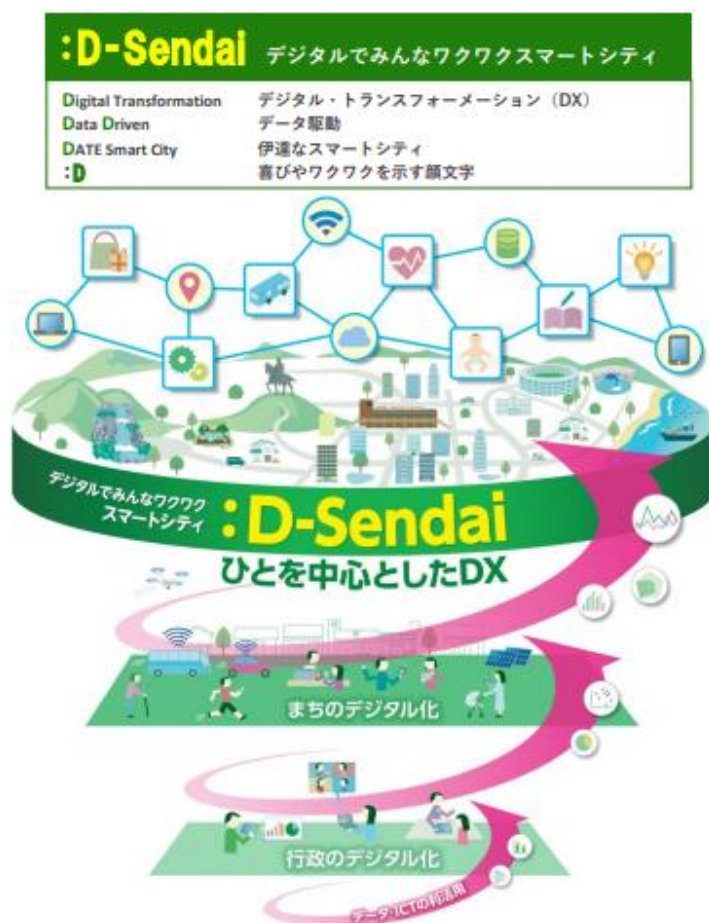 :D-Sendai デジタルでみんなワクワクスマートシティ
Digital Transformation デジタル・トランスフォーメーション（DX）
Data Driven データ駆動
DATE Smart City 伊達なスマートシティ
:D 喜びやワクワクを示す顔文字
デジタルでみんなワクワク
スマートシティ
:D-Sendai
ひとを中心としたDX
まちのデジタル化
行政のデジタル化
データ・ICTの利活用